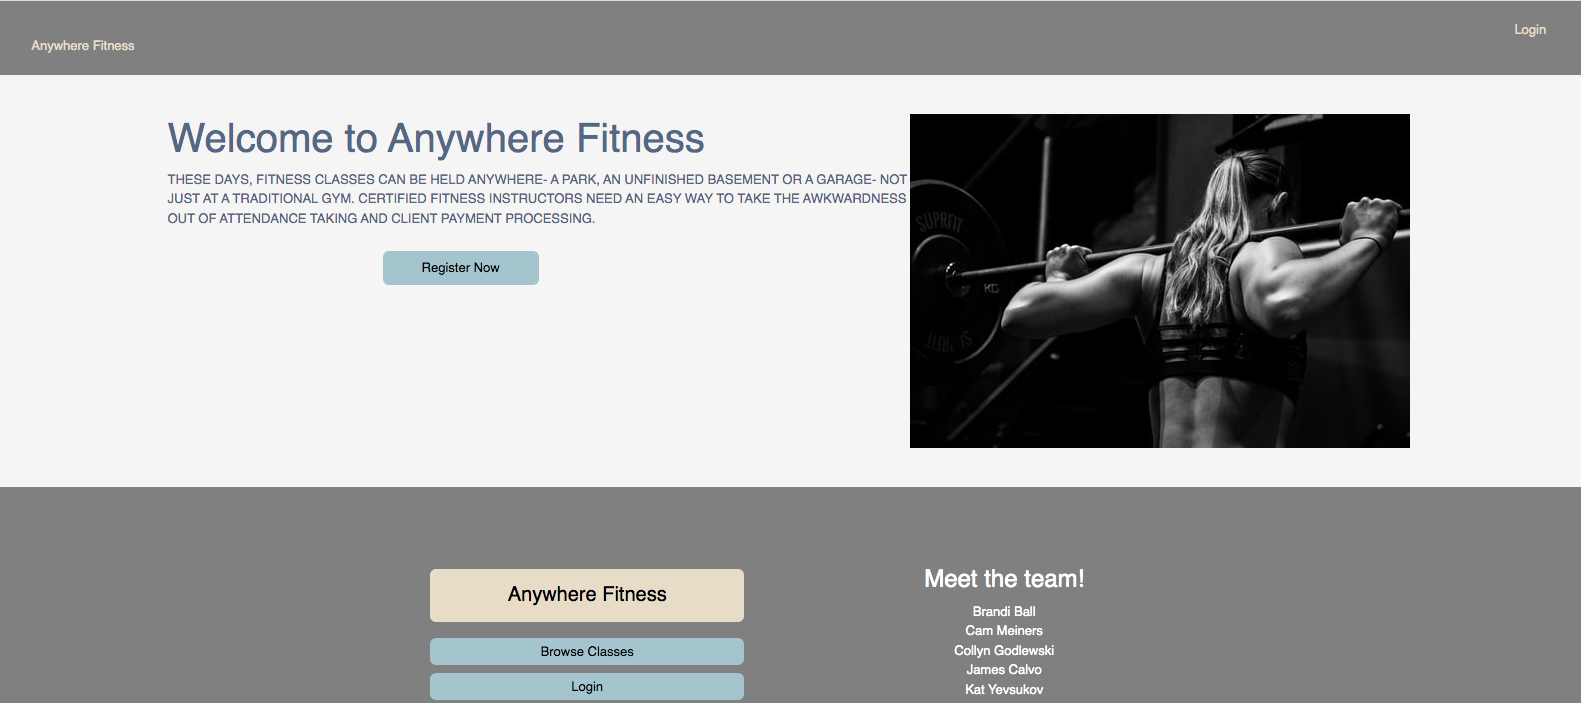 Anywhere Fitness
Login
Welcome to Anywhere Fitness
THESE DAYS, FITNESS CLASSES CAN BE HELD ANYWHERE- A PARK, AN UNFINISHED BASEMENT OR A GARAGE- NOT
JUST AT A TRADITIONAL GYM. CERTIFIED FITNESS INSTRUCTORS NEED AN EASY WAY TO TAKE THE AWKWARDNESS
OUT OF ATTENDANCE TAKING AND CLIENT PAYMENT PROCESSING.
Register Now
SUPRFIT
KG
SUPRFIT
Anywhere Fitness
Browse Classes
Login
Meet the team!
Brandi Ball
Cam Meiners
Collyn Godlewski
James Calvo
Kat Yevsukov